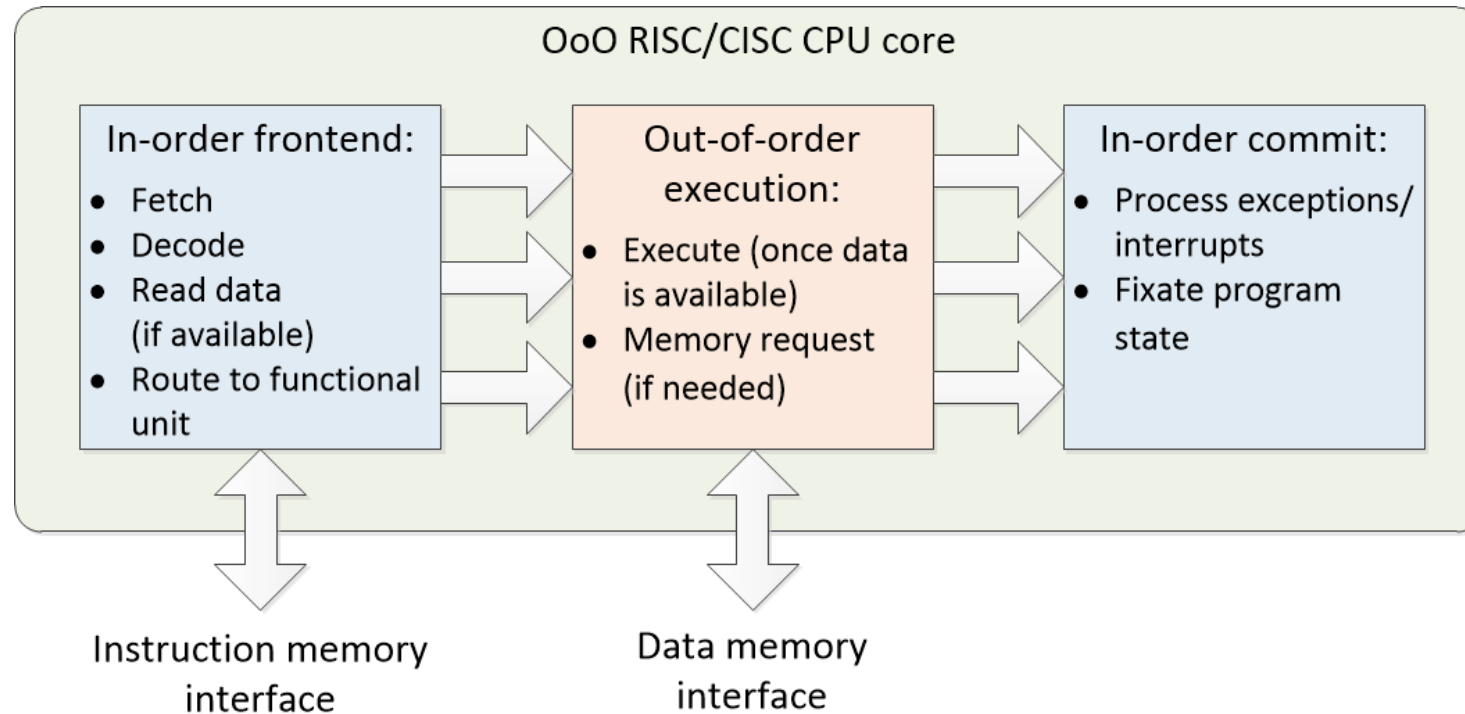 OoO RISC/CISC CPU core
In-order frontend:
● Fetch
● Decode
● Read data
(if available)
● Route to functional
unit
Out-of-order
execution:
● Execute (once data
is available)
● Memory request
(if needed)
In-order commit:
● Process exceptions/
interrupts
● Fixate program
state
Instruction memory
interface
Data memory
interface